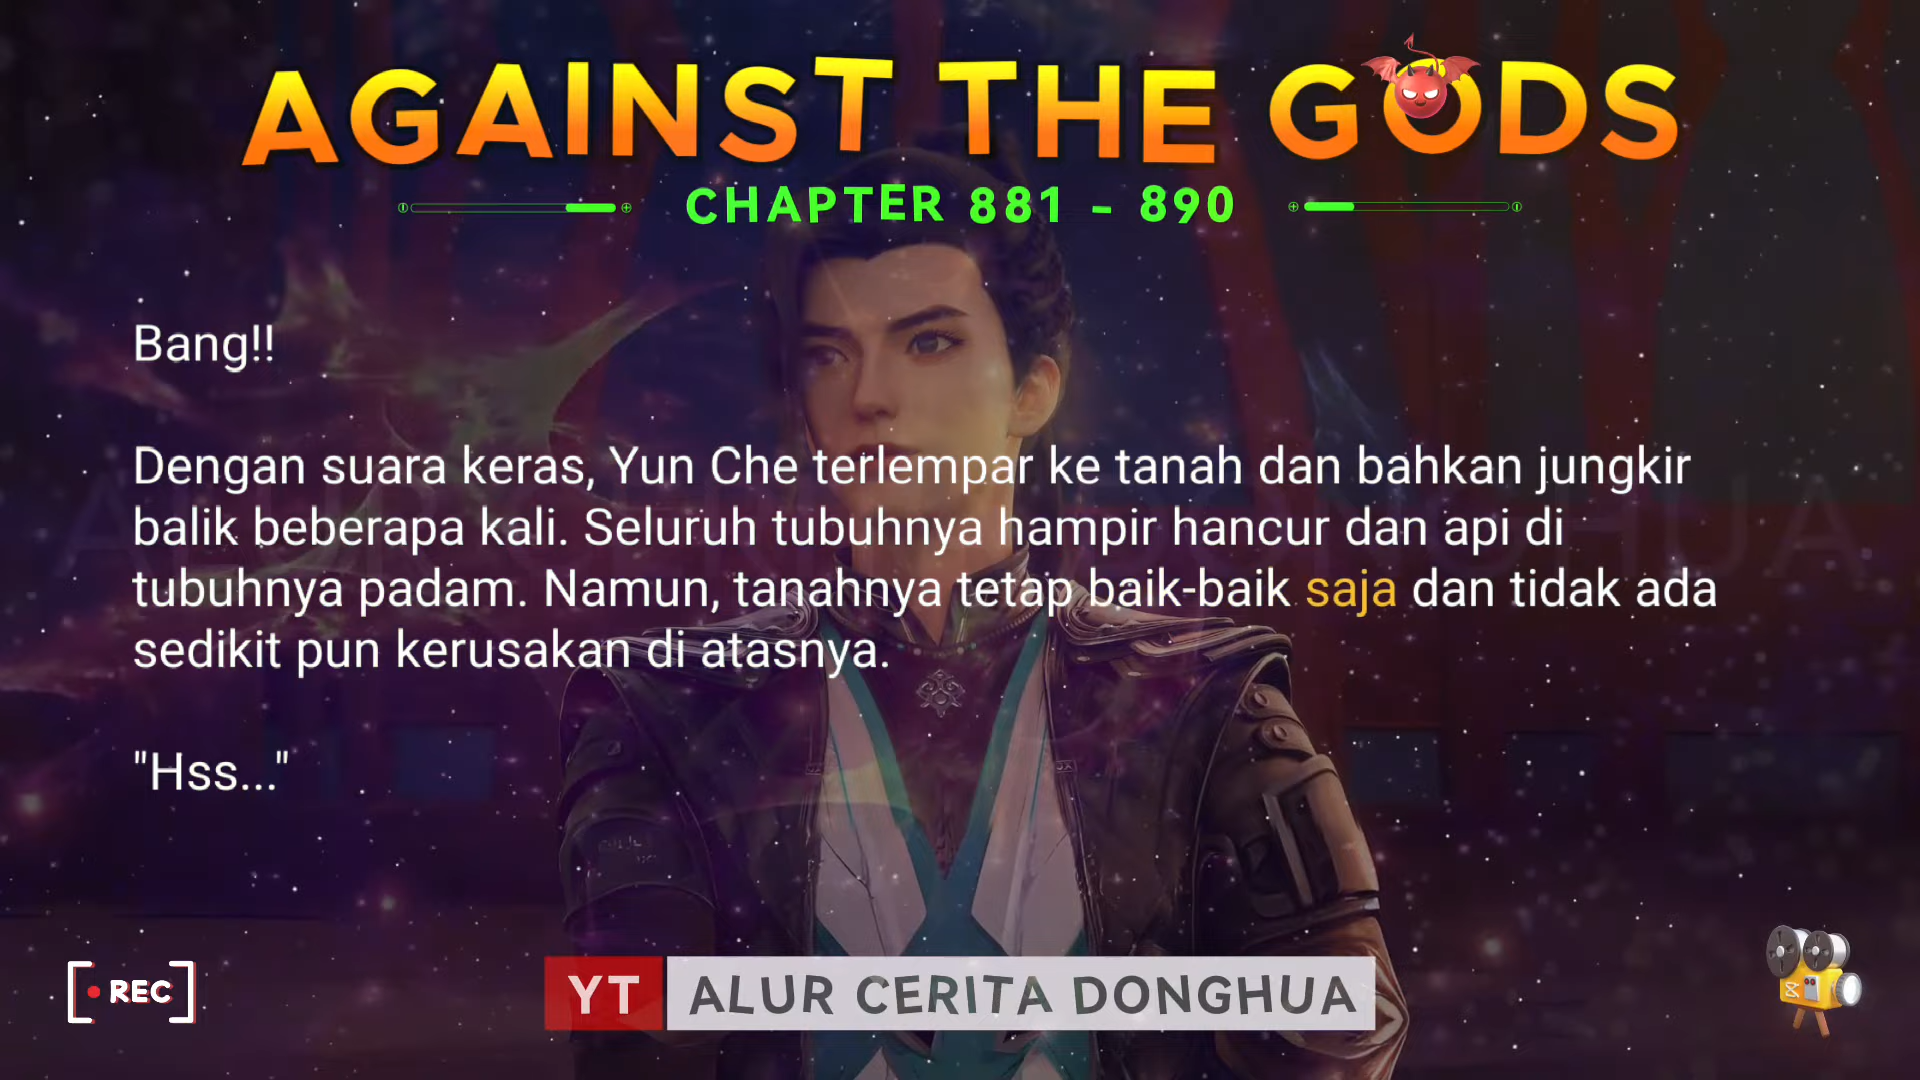 AGAINST THE GODS
CHAPTER 881 - 890
Bang!!
Dengan suara keras, Yun Che terlempar ke tanah dan bahkan jungkir
balik beberapa kali. Seluruh tubuhnya hampir hancur dan api di
tubuhnya padam. Namun, tanahnya tetap baik-baik saja dan tidak ada
sedikit pun kerusakan di atasnya.
"Hss..."
REC
YT ALUR CERITA DONGHUA